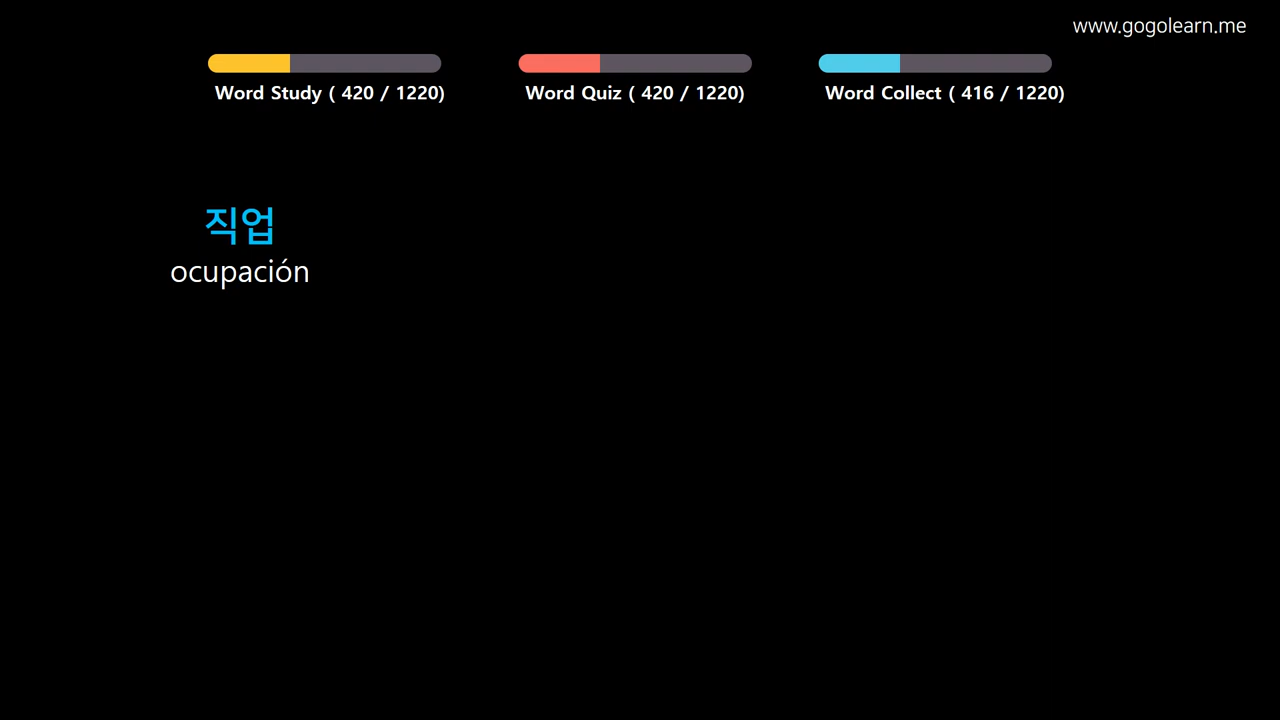 www.gogolearn.me
Word Study ( 420 / 1220)
Word Quiz ( 420 / 1220)
Word Collect ( 416 / 1220)
직업
ocupación